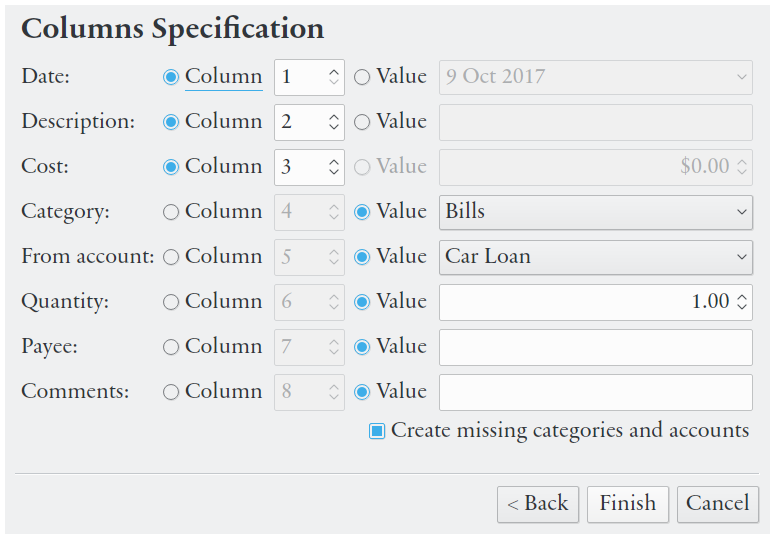 Columns Specification
Date: Column 1 Value 9 Oct 2017
Description: Column 2 Value
Cost: Column 3 Value $0.00
Category: Column 4 Value Bills
From account: Column 5 Value Car Loan
Quantity: Column 6 Value 1.00
Payee: Column 7 Value
Comments: Column 8 Value
Create missing categories and accounts
< Back Finish Cancel